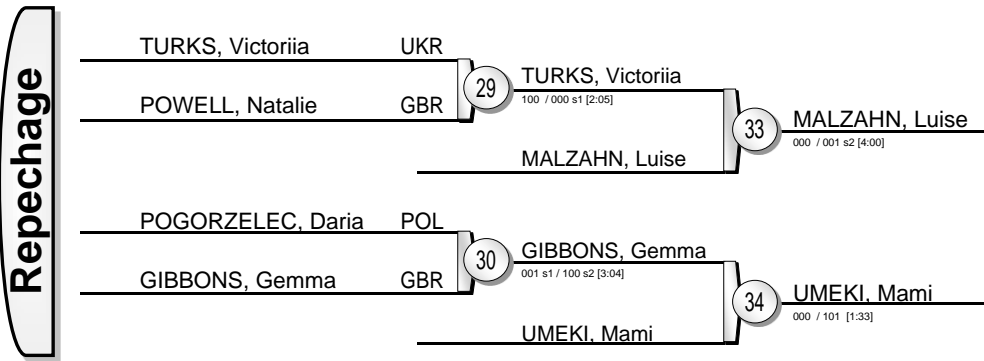 Repechage
TURKS, Victoriia UKR
POWELL, Natalie GBR
29
TURKS, Victoriia
100 / 000 s1 [2:05]
MALZAHN, Luise
33
MALZAHN, Luise
000 / 001 s2 [4:00]
POGORZELEC, Daria POL
GIBBONS, Gemma GBR
30
GIBBONS, Gemma
001 s1 / 100 s2 [3:04]
UMEKI, Mami
34
UMEKI, Mami
000 / 101 [1:33]